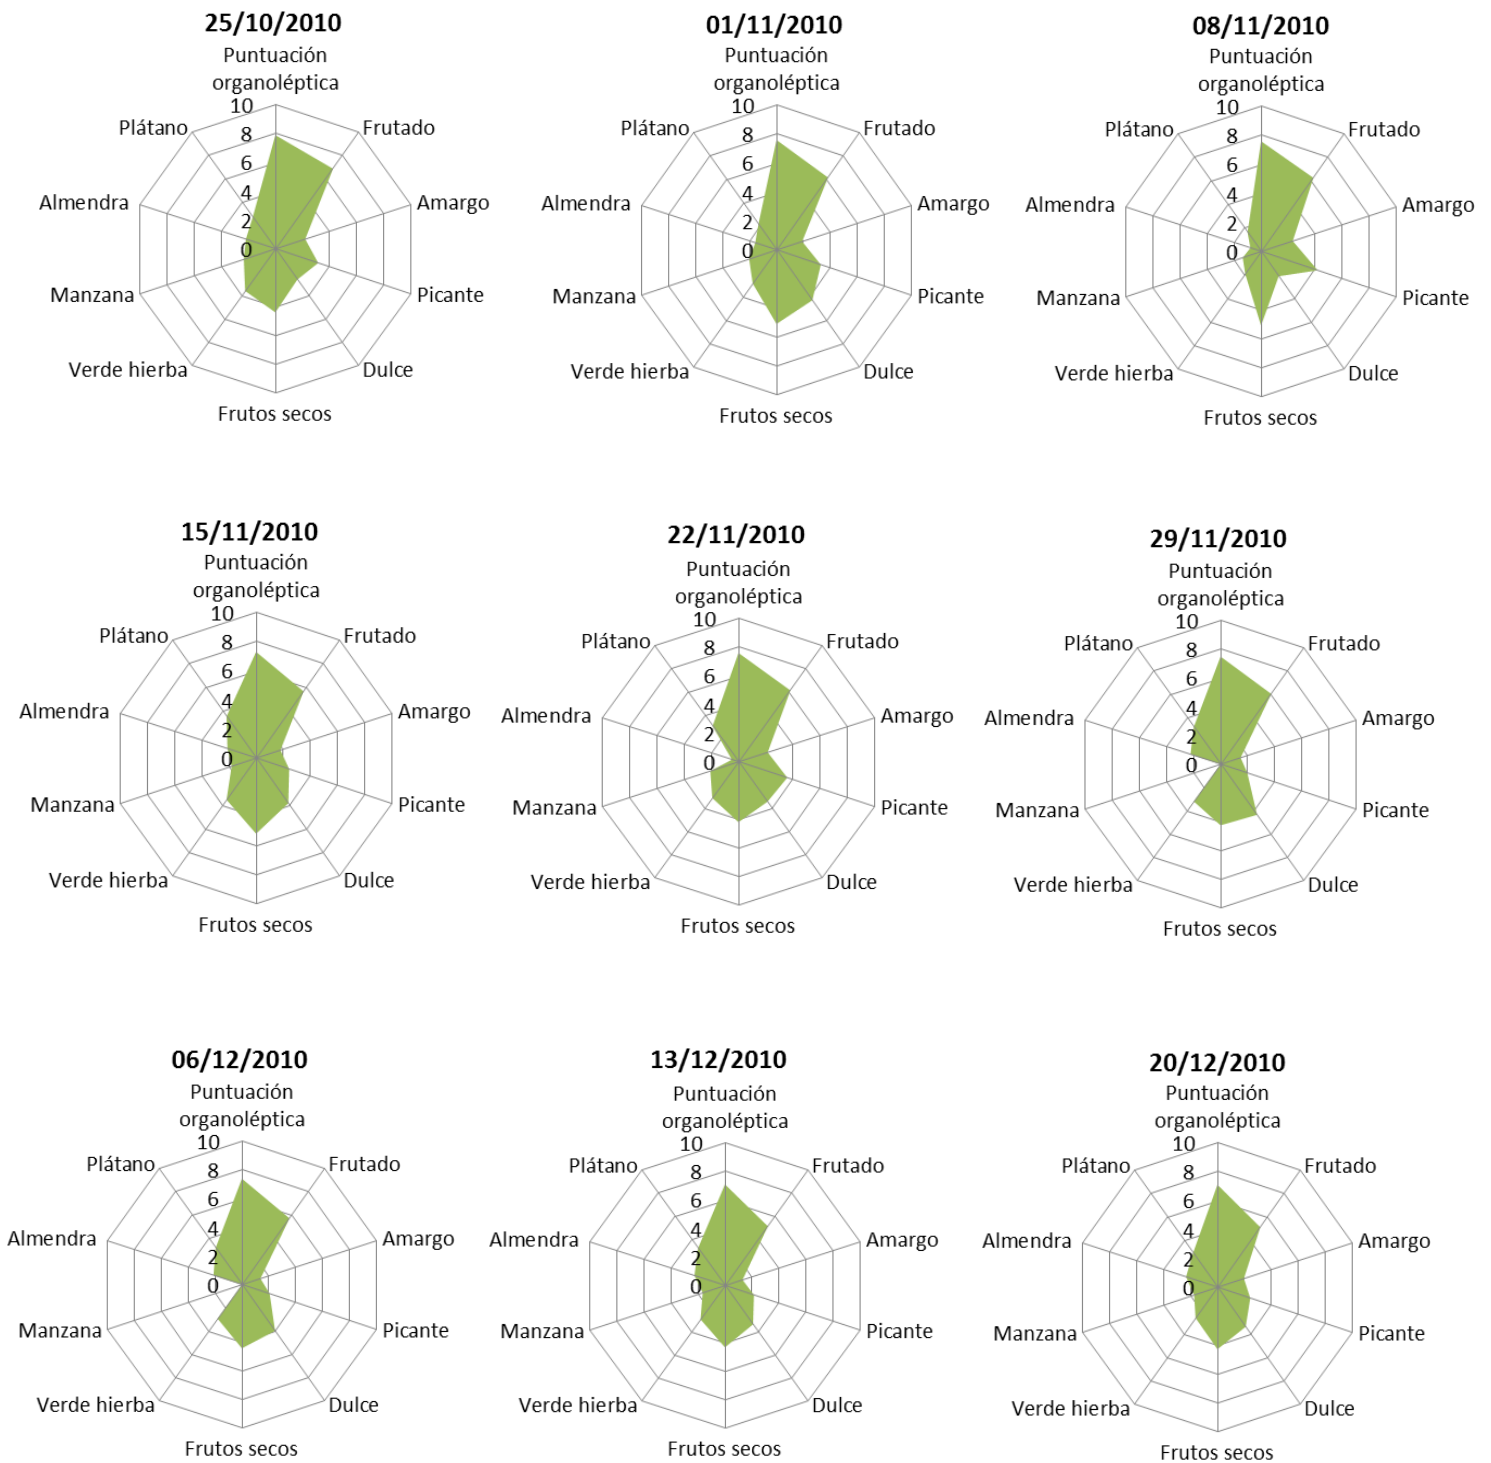 25/10/2010
Puntuación
organoléptica
10
8
6
4
2
0
Frutado
Amargo
Picante
Dulce
Frutos secos
Verde hierba
Manzana
Almendra
Plátano
01/11/2010
Puntuación
organoléptica
10
8
6
4
2
0
Frutado
Amargo
Picante
Dulce
Frutos secos
Verde hierba
Manzana
Almendra
Plátano
08/11/2010
Puntuación
organoléptica
10
8
6
4
2
0
Frutado
Amargo
Picante
Dulce
Frutos secos
Verde hierba
Manzana
Almendra
Plátano
15/11/2010
Puntuación
organoléptica
10
8
6
4
2
0
Frutado
Amargo
Picante
Dulce
Frutos secos
Verde hierba
Manzana
Almendra
Plátano
22/11/2010
Puntuación
organoléptica
10
8
6
4
2
0
Frutado
Amargo
Picante
Dulce
Frutos secos
Verde hierba
Manzana
Almendra
Plátano
29/11/2010
Puntuación
organoléptica
10
8
6
4
2
0
Frutado
Amargo
Picante
Dulce
Frutos secos
Verde hierba
Manzana
Almendra
Plátano
06/12/2010
Puntuación
organoléptica
10
8
6
4
2
0
Frutado
Amargo
Picante
Dulce
Frutos secos
Verde hierba
Manzana
Almendra
Plátano
13/12/2010
Puntuación
organoléptica
10
8
6
4
2
0
Frutado
Amargo
Picante
Dulce
Frutos secos
Verde hierba
Manzana
Almendra
Plátano
20/12/2010
Puntuación
organoléptica
10
8
6
4
2
0
Frutado
Amargo
Picante
Dulce
Frutos secos
Verde hierba
Manzana
Almendra
Plátano